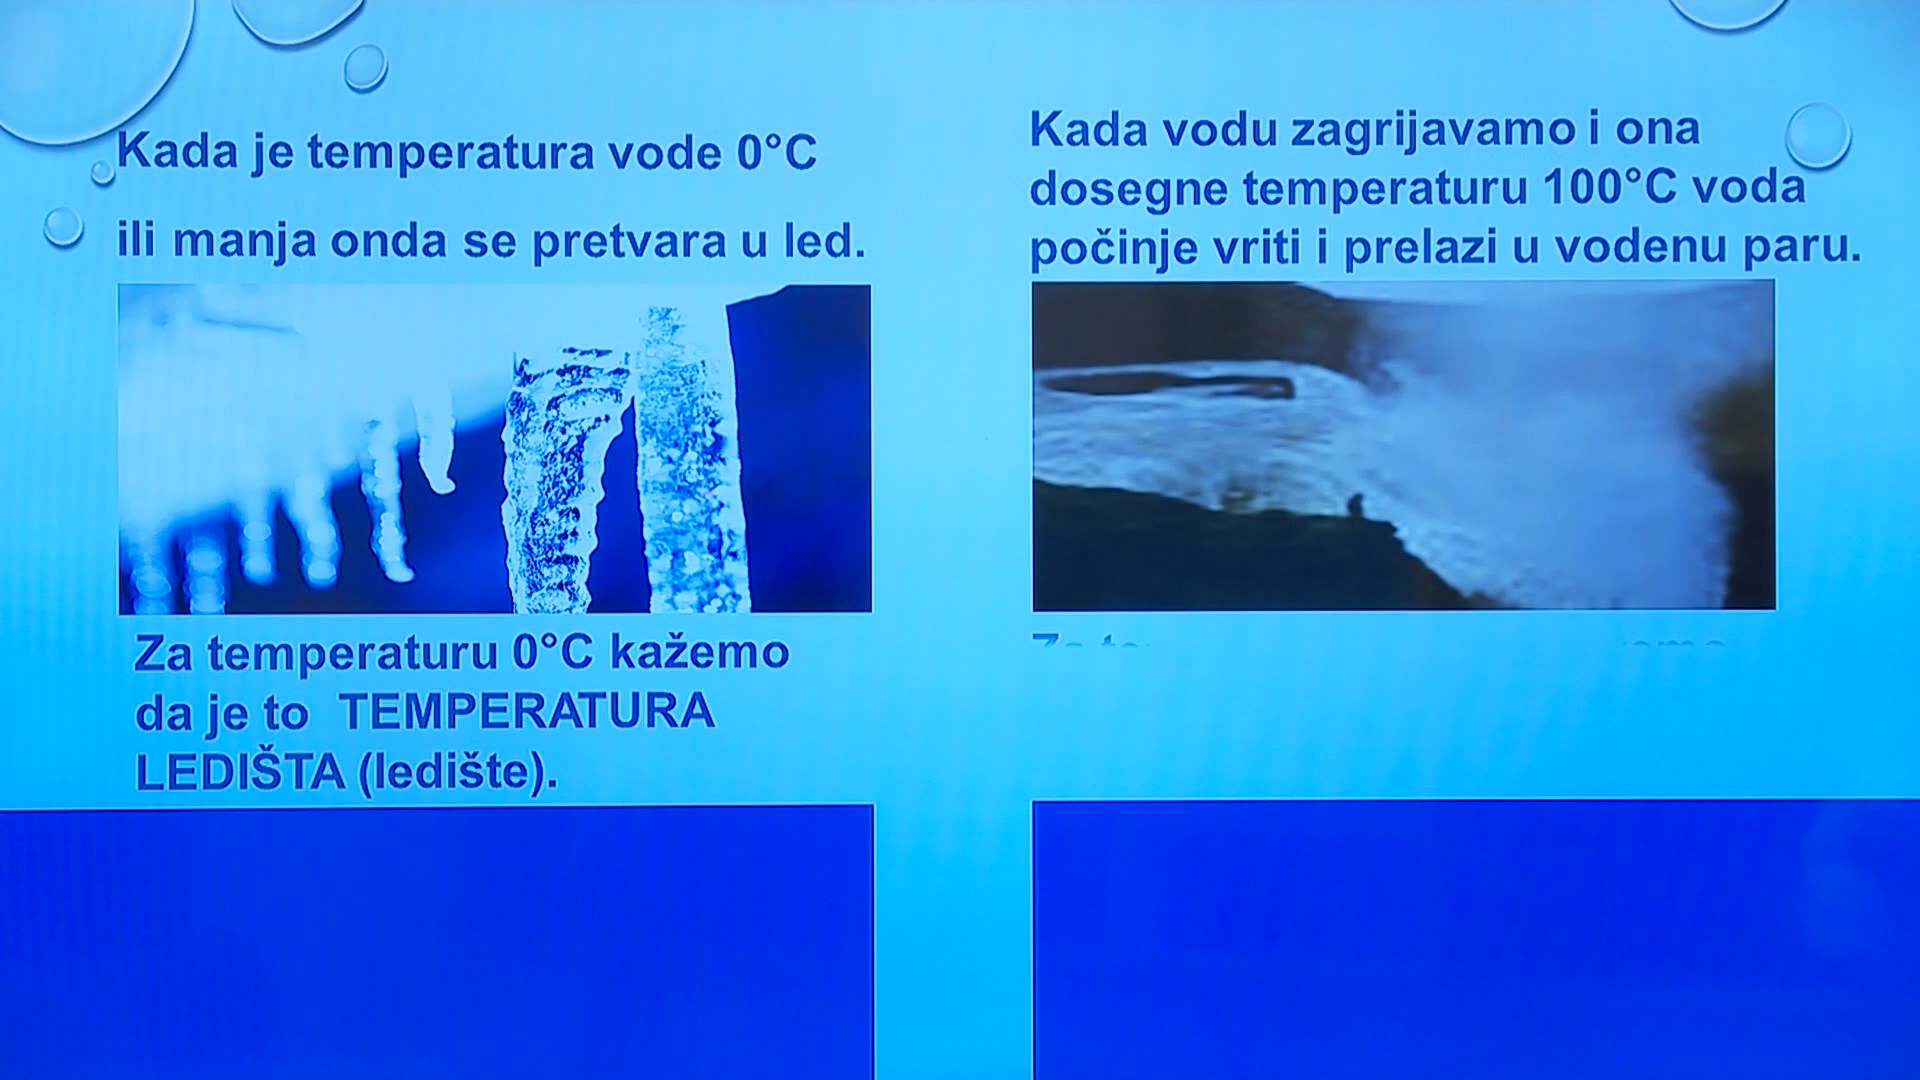 Kada je temperatura vode 0°C
ili manja onda se pretvara u led.
Za temperaturu 0°C kažemo
da je to TEMPERATURA
LEDIŠTA (ledište).
Kada vodu zagrijavamo i ona
dosegne temperaturu 100°C voda
počinje vriti i prelazi u vodenu paru.